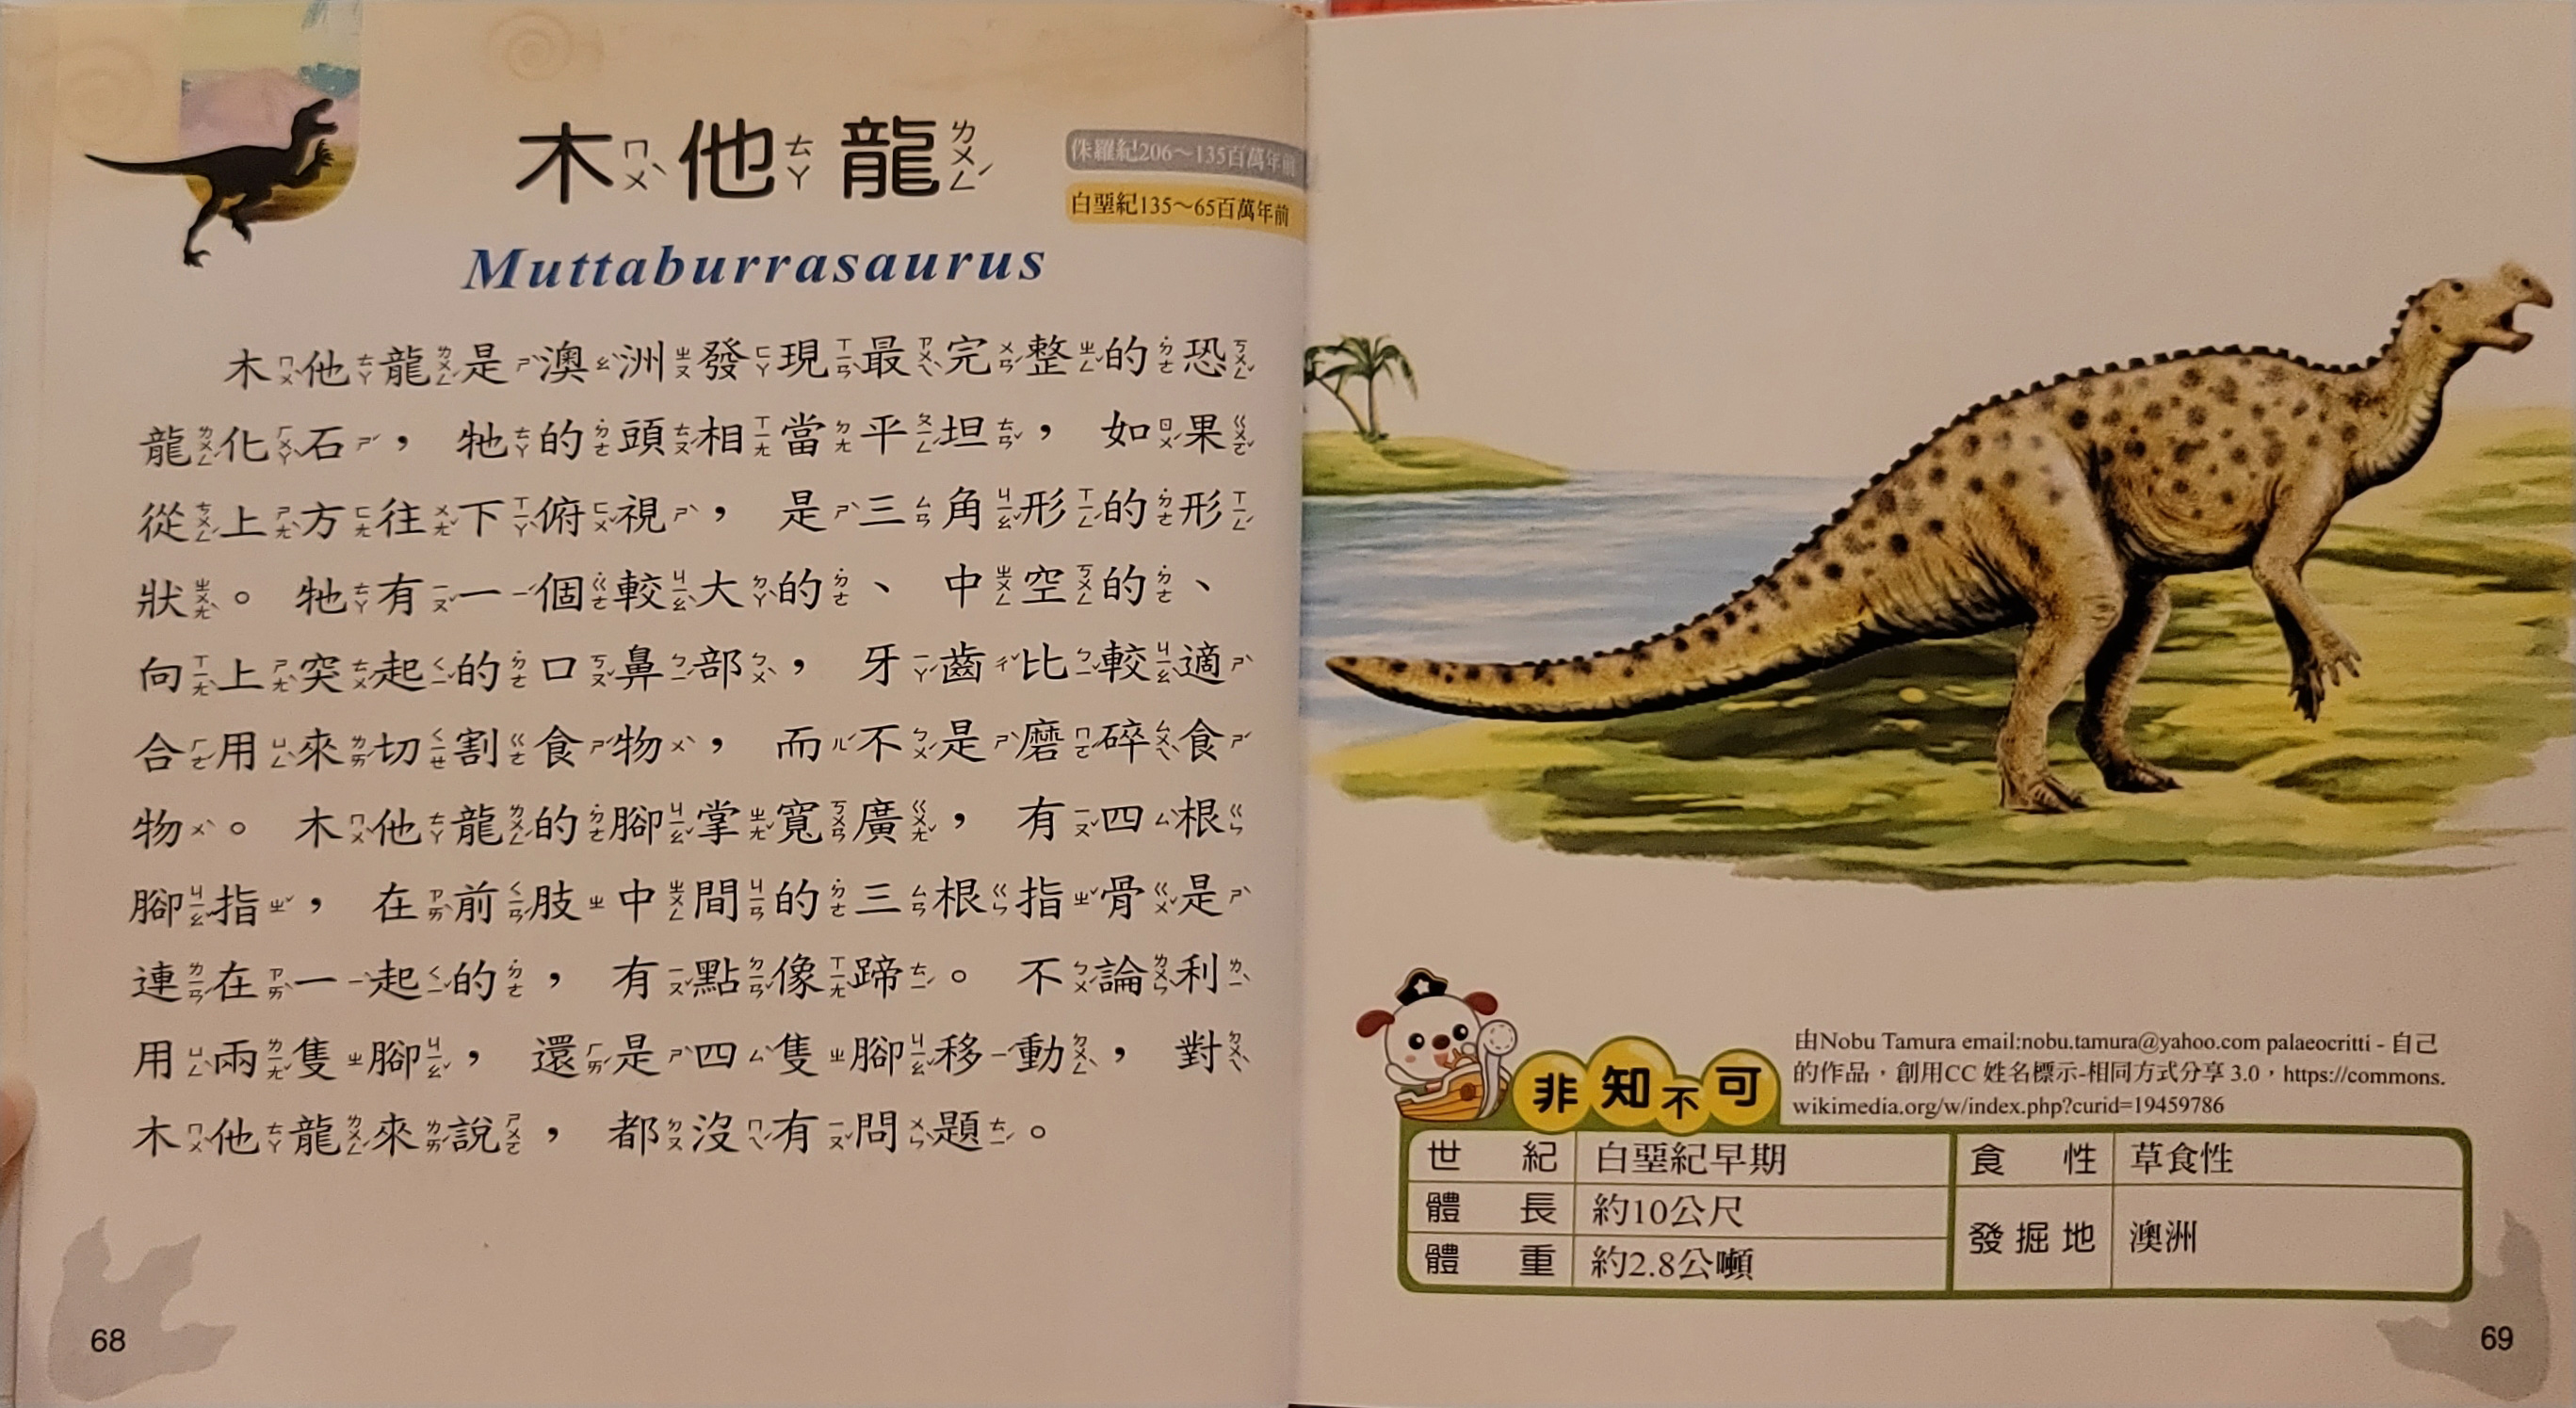 木他龍
侏羅紀206～135百萬年前
白堊紀135～65百萬年前
Muttaburrasaurus
木他龍是澳洲發現最完整的恐
龍化石，牠的頭相當平坦，如果
從上方往下俯視，是三角形的形
狀。牠有一個較大的、中空的、
向上突起的口鼻部，牙齒比較適
合用來切割食物，而不是磨碎食
物。木他龍的腳掌寬廣，有四根
腳指，在前肢中間的三根指骨是
連在一起的，有點像蹄。不論利
用兩隻腳，還是四隻腳移動，對
木他龍來說，都沒有問題。
68
由Nobu Tamura email:nobu.tamura@yahoo.com palaeocritti - 自己
的作品，創用CC 姓名標示-相同方式分享 3.0，https://commons.
wikimedia.org/w/index.php?curid=19459786
非知不可
世紀 白堊紀早期 食性 草食性
體長 約10公尺 發掘地 澳洲
體重 約2.8公噸
69